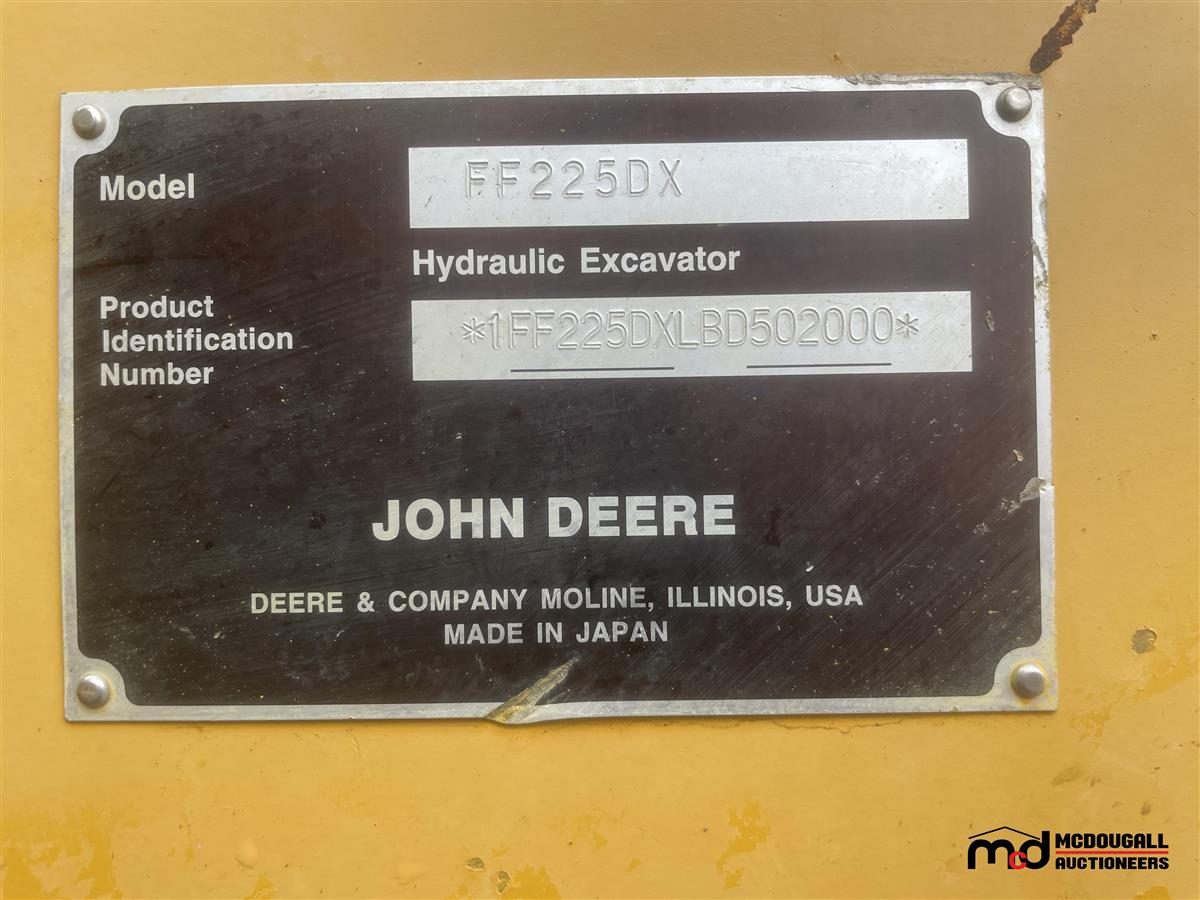 Model
FF225DX
Hydraulic Excavator
Product
Identification
Number
*1FF225DXLBD502000*
JOHN DEERE
DEERE & COMPANY MOLINE, ILLINOIS, USA
MADE IN JAPAN
mcd MCDOUGALL
AUCTIONEERS